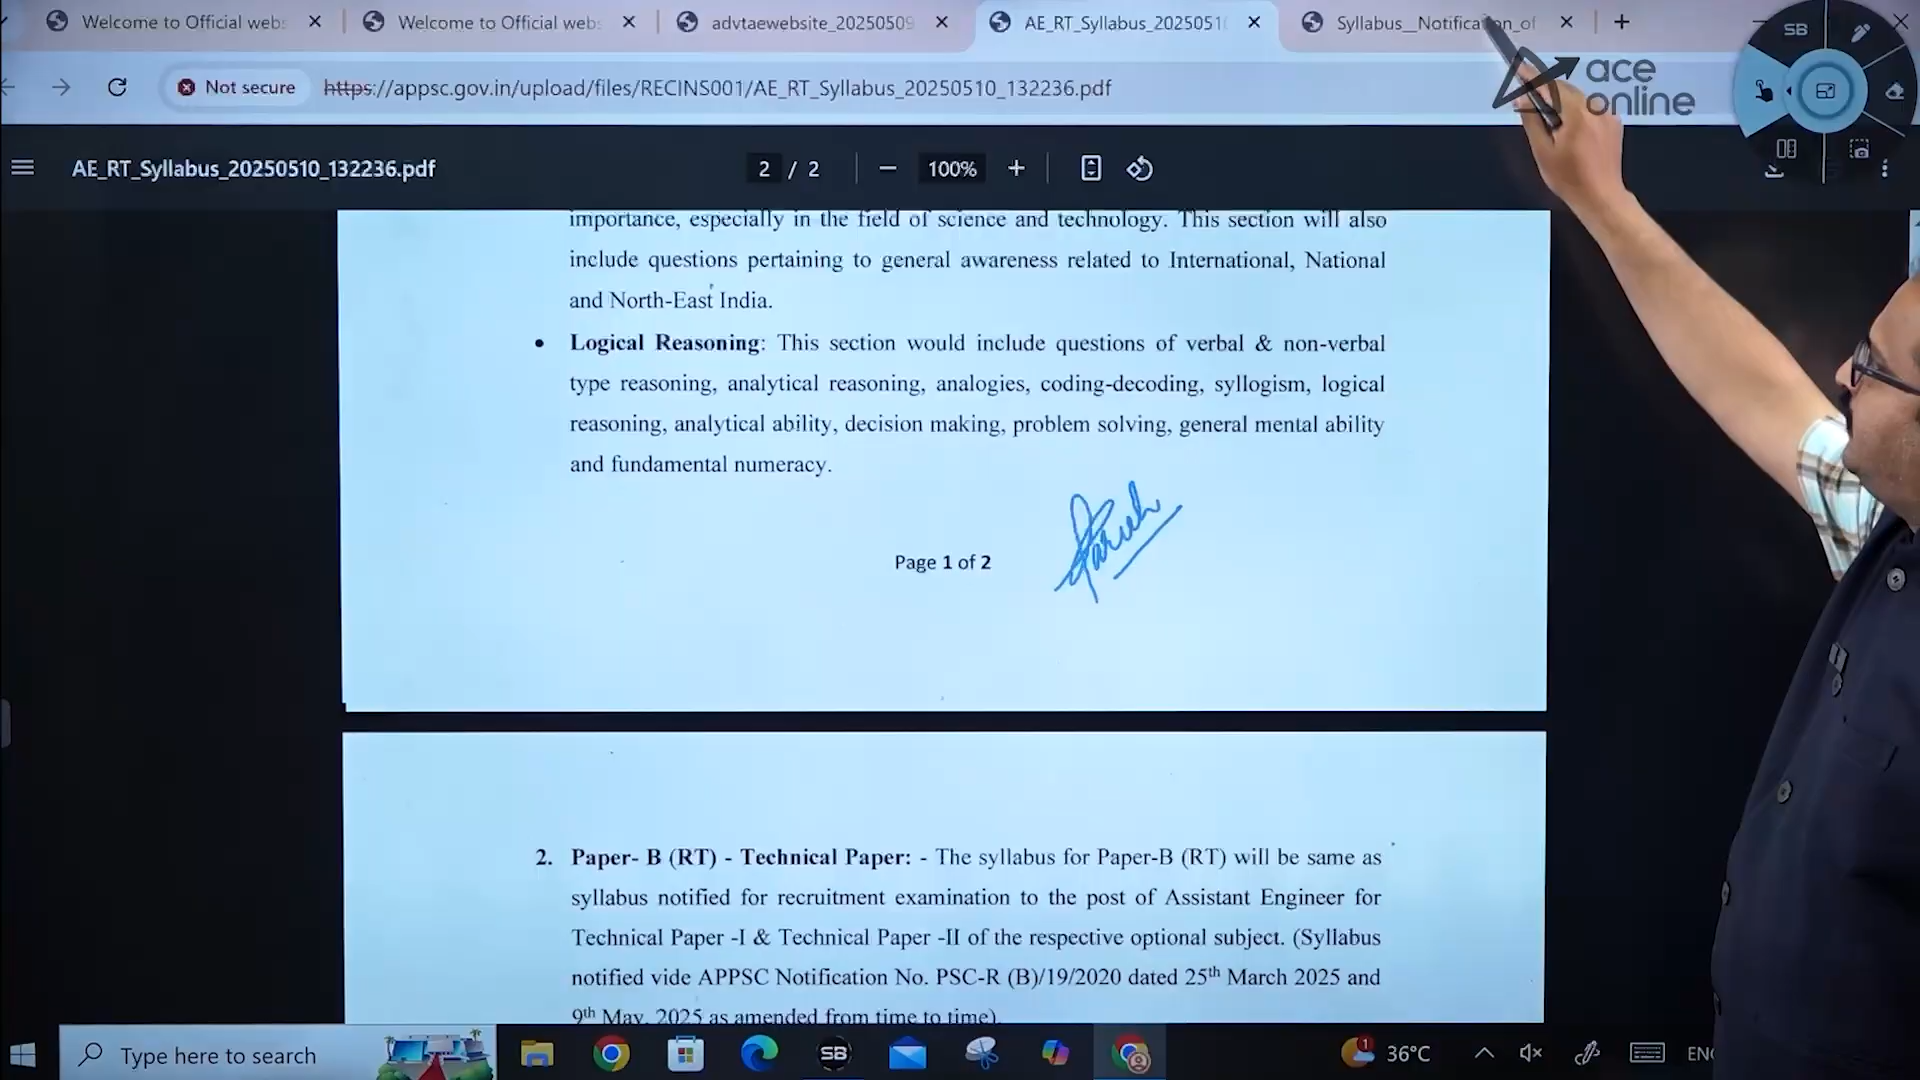 Welcome to Official webs
Welcome to Official webs
advtaewebsite_20250509
AE_RT_Syllabus_2025051
Syllabus__Notification_of
SB
Not secure
https://appsc.gov.in/upload/files/RECINS001/AE_RT_Syllabus_20250510_132236.pdf
ace
online
AE_RT_Syllabus_20250510_132236.pdf
2 / 2
100%
importance, especially in the field of science and technology. This section will also
include questions pertaining to general awareness related to International, National
and North-East India.
• Logical Reasoning: This section would include questions of verbal & non-verbal
type reasoning, analytical reasoning, analogies, coding-decoding, syllogism, logical
reasoning, analytical ability, decision making, problem solving, general mental ability
and fundamental numeracy.
Page 1 of 2
2. Paper- B (RT) - Technical Paper: - The syllabus for Paper-B (RT) will be same as
syllabus notified for recruitment examination to the post of Assistant Engineer for
Technical Paper -I & Technical Paper -II of the respective optional subject. (Syllabus
notified vide APPSC Notification No. PSC-R (B)/19/2020 dated 25th March 2025 and
9th May, 2025 as amended from time to time).
Type here to search
SB
1
36°C
ENG